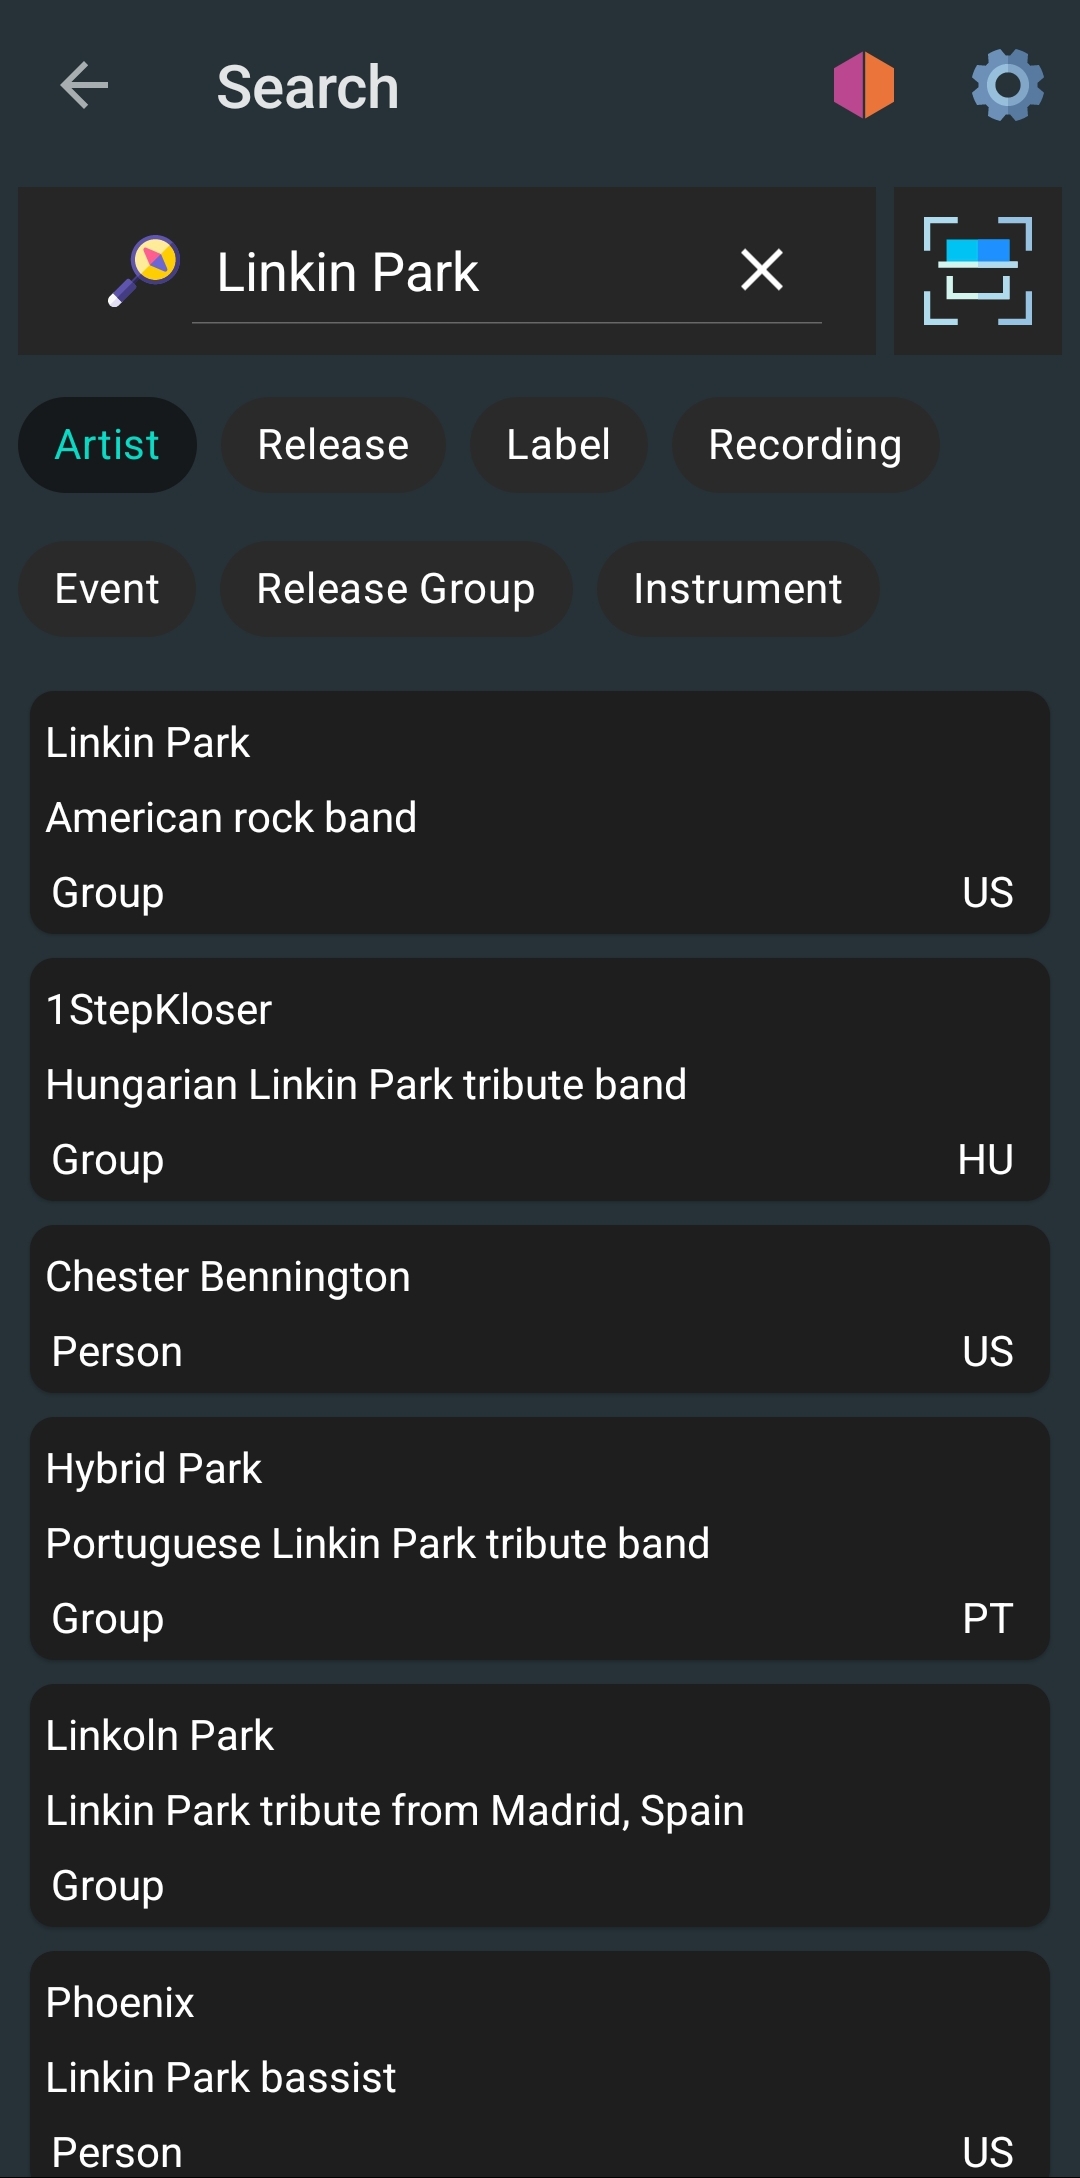 Search
Linkin Park
Artist Release Label Recording
Event Release Group Instrument
Linkin Park
American rock band
Group US
1StepKloser
Hungarian Linkin Park tribute band
Group HU
Chester Bennington
Person US
Hybrid Park
Portuguese Linkin Park tribute band
Group PT
Linkoln Park
Linkin Park tribute from Madrid, Spain
Group
Phoenix
Linkin Park bassist
Person US